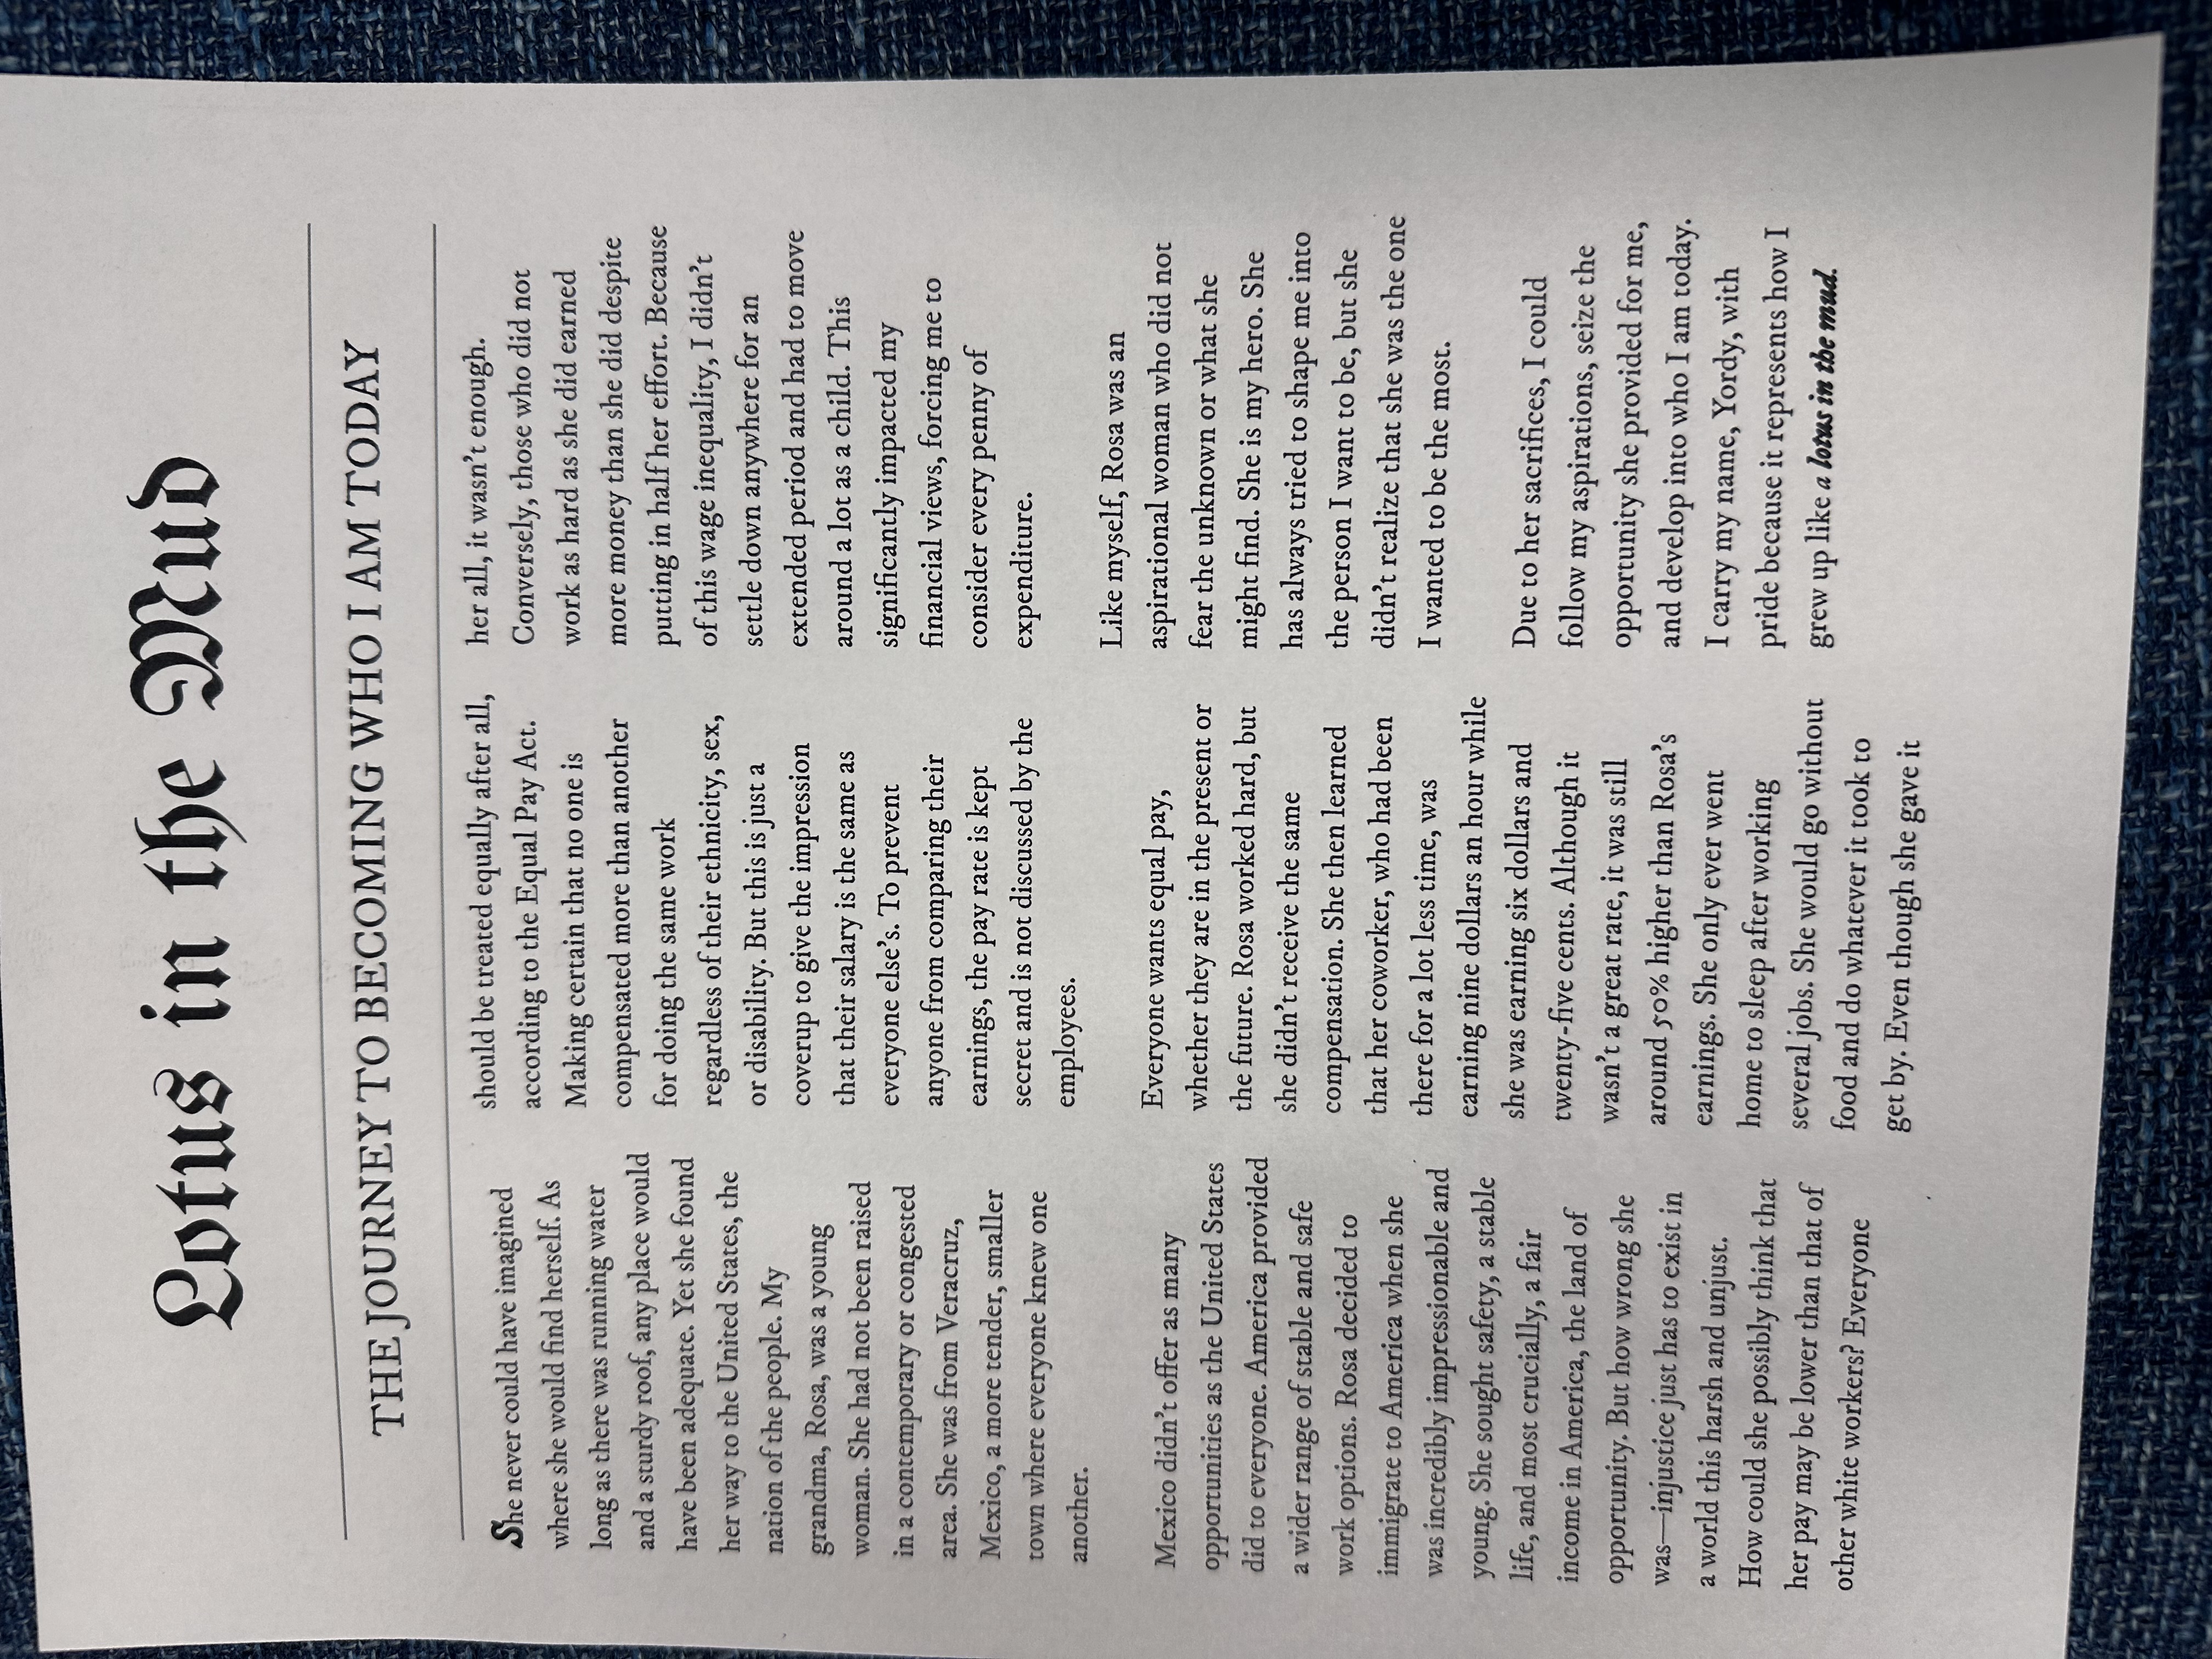 Lotus in the Mud
THE JOURNEY TO BECOMING WHO I AM TODAY
She never could have imagined
where she would find herself. As
long as there was running water
and a sturdy roof, any place would
have been adequate. Yet she found
her way to the United States, the
nation of the people. My
grandma, Rosa, was a young
woman. She had not been raised
in a contemporary or congested
area. She was from Veracruz,
Mexico, a more tender, smaller
town where everyone knew one
another.
Mexico didn't offer as many
opportunities as the United States
did to everyone. America provided
a wider range of stable and safe
work options. Rosa decided to
immigrate to America when she
was incredibly impressionable and
young. She sought safety, a stable
life, and most crucially, a fair
income in America, the land of
opportunity. But how wrong she
was—injustice just has to exist in
a world this harsh and unjust.
How could she possibly think that
her pay may be lower than that of
other white workers? Everyone
should be treated equally after all,
according to the Equal Pay Act.
Making certain that no one is
compensated more than another
for doing the same work
regardless of their ethnicity, sex,
or disability. But this is just a
coverup to give the impression
that their salary is the same as
everyone else's. To prevent
anyone from comparing their
earnings, the pay rate is kept
secret and is not discussed by the
employees.
Everyone wants equal pay,
whether they are in the present or
the future. Rosa worked hard, but
she didn't receive the same
compensation. She then learned
that her coworker, who had been
there for a lot less time, was
earning nine dollars an hour while
she was earning six dollars and
twenty-five cents. Although it
wasn't a great rate, it was still
around 50% higher than Rosa's
earnings. She only ever went
home to sleep after working
several jobs. She would go without
food and do whatever it took to
get by. Even though she gave it
her all, it wasn't enough.
Conversely, those who did not
work as hard as she did earned
more money than she did despite
putting in half her effort. Because
of this wage inequality, I didn't
settle down anywhere for an
extended period and had to move
around a lot as a child. This
significantly impacted my
financial views, forcing me to
consider every penny of
expenditure.
Like myself, Rosa was an
aspirational woman who did not
fear the unknown or what she
might find. She is my hero. She
has always tried to shape me into
the person I want to be, but she
didn't realize that she was the one
I wanted to be the most.
Due to her sacrifices, I could
follow my aspirations, seize the
opportunity she provided for me,
and develop into who I am today.
I carry my name, Yordy, with
pride because it represents how I
grew up like a lotus in the mud.